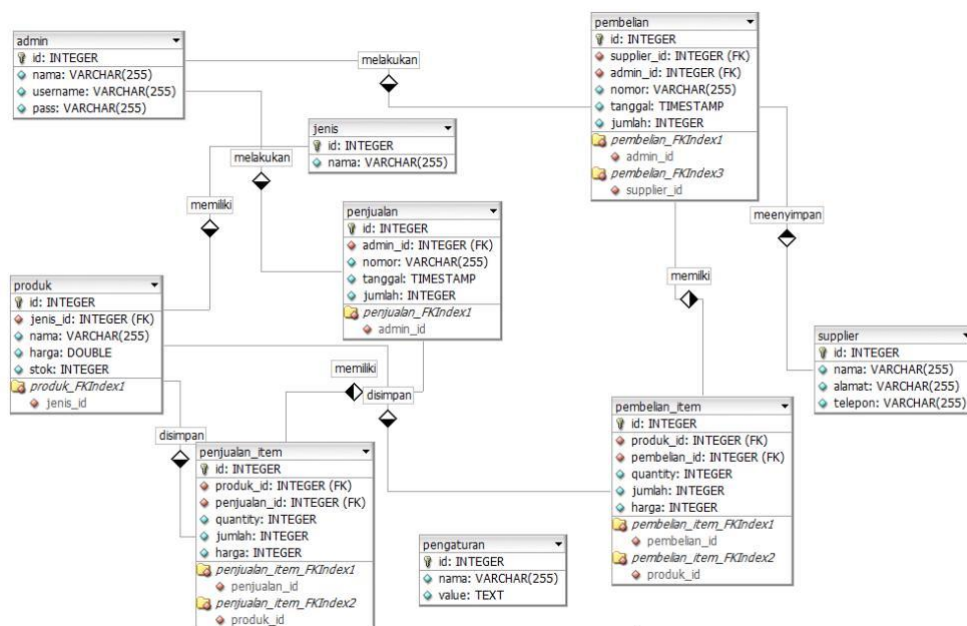 admin
id: INTEGER
nama: VARCHAR(255)
username: VARCHAR(255)
pass: VARCHAR(255)
melakukan
pembelian
id: INTEGER
supplier_id: INTEGER (FK)
admin_id: INTEGER (FK)
nomor: VARCHAR(255)
tanggal: TIMESTAMP
jumlah: INTEGER
pembelian_FKIndex1
admin_id
pembelian_FKIndex3
supplier_id
jenis
id: INTEGER
nama: VARCHAR(255)
melakukan
memiliki
penjualan
id: INTEGER
admin_id: INTEGER (FK)
nomor: VARCHAR(255)
tanggal: TIMESTAMP
jumlah: INTEGER
penjualan_FKIndex1
admin_id
meenyimpan
memilki
produk
id: INTEGER
jenis_id: INTEGER (FK)
nama: VARCHAR(255)
harga: DOUBLE
stok: INTEGER
produk_FKIndex1
jenis_id
supplier
id: INTEGER
nama: VARCHAR(255)
alamat: VARCHAR(255)
telepon: VARCHAR(255)
memiliki
disimpan
disimpan
penjualan_item
id: INTEGER
produk_id: INTEGER (FK)
penjualan_id: INTEGER (FK)
quantity: INTEGER
jumlah: INTEGER
harga: INTEGER
penjualan_item_FKIndex1
penjualan_id
penjualan_item_FKIndex2
produk_id
pembelian_item
id: INTEGER
produk_id: INTEGER (FK)
pembelian_id: INTEGER (FK)
quantity: INTEGER
jumlah: INTEGER
harga: INTEGER
pembelian_item_FKIndex1
pembelian_id
pembelian_item_FKIndex2
produk_id
pengaturan
id: INTEGER
nama: VARCHAR(255)
value: TEXT